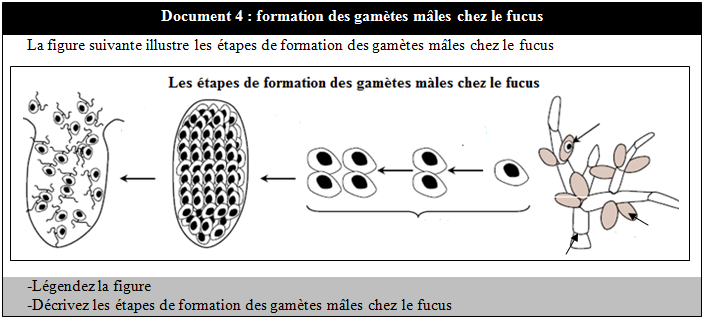 Document 4 : formation des gamètes mâles chez le fucus
La figure suivante illustre les étapes de formation des gamètes mâles chez le fucus
Les étapes de formation des gamètes màles chez le fucus
-Légendez la figure
-Décrivez les étapes de formation des gamètes mâles chez le fucus